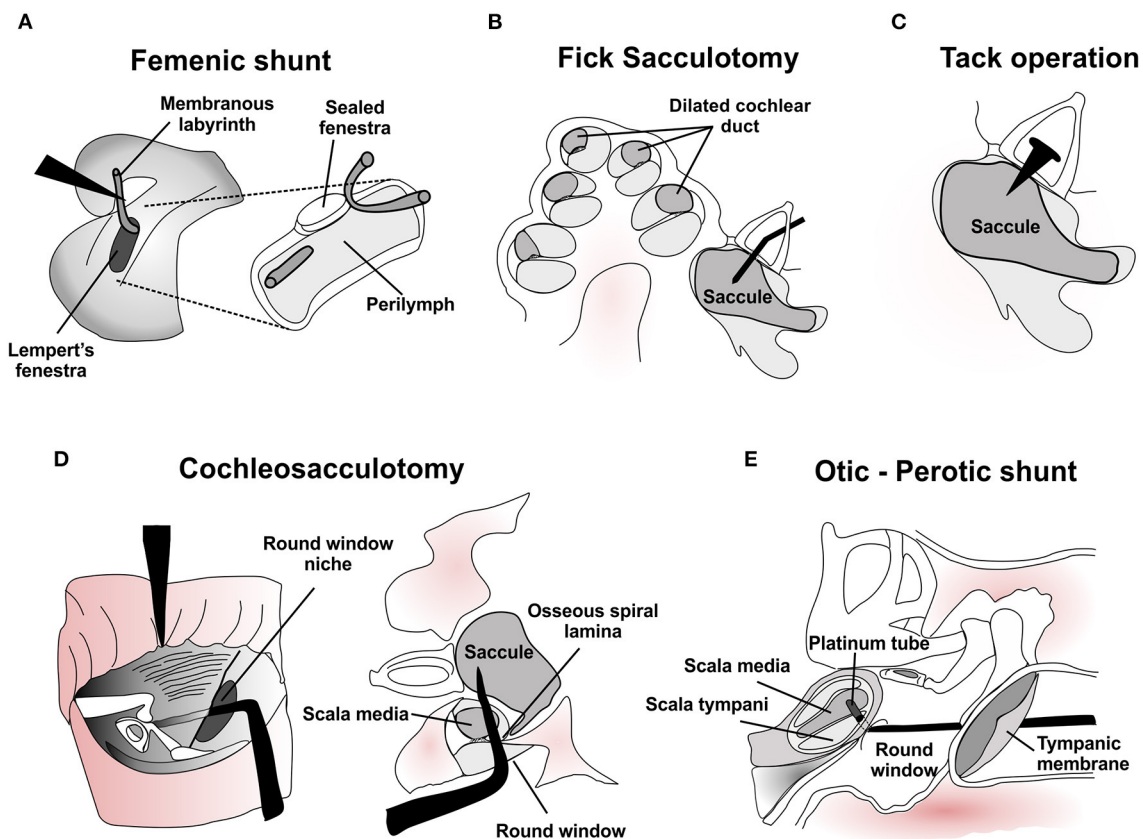 A
Femenic shunt
Membranous
labyrinth
Sealed
fenestra
Perilymph
Lempert's
fenestra
B
Fick Sacculotomy
Dilated cochlear
duct
Saccule
C
Tack operation
Saccule
D
Cochleosacculotomy
Round window
niche
Osseous spiral
lamina
Saccule
Scala media
Round window
E
Otic - Perotic shunt
Platinum tube
Scala media
Scala tympani
Round
window
Tympanic
membrane